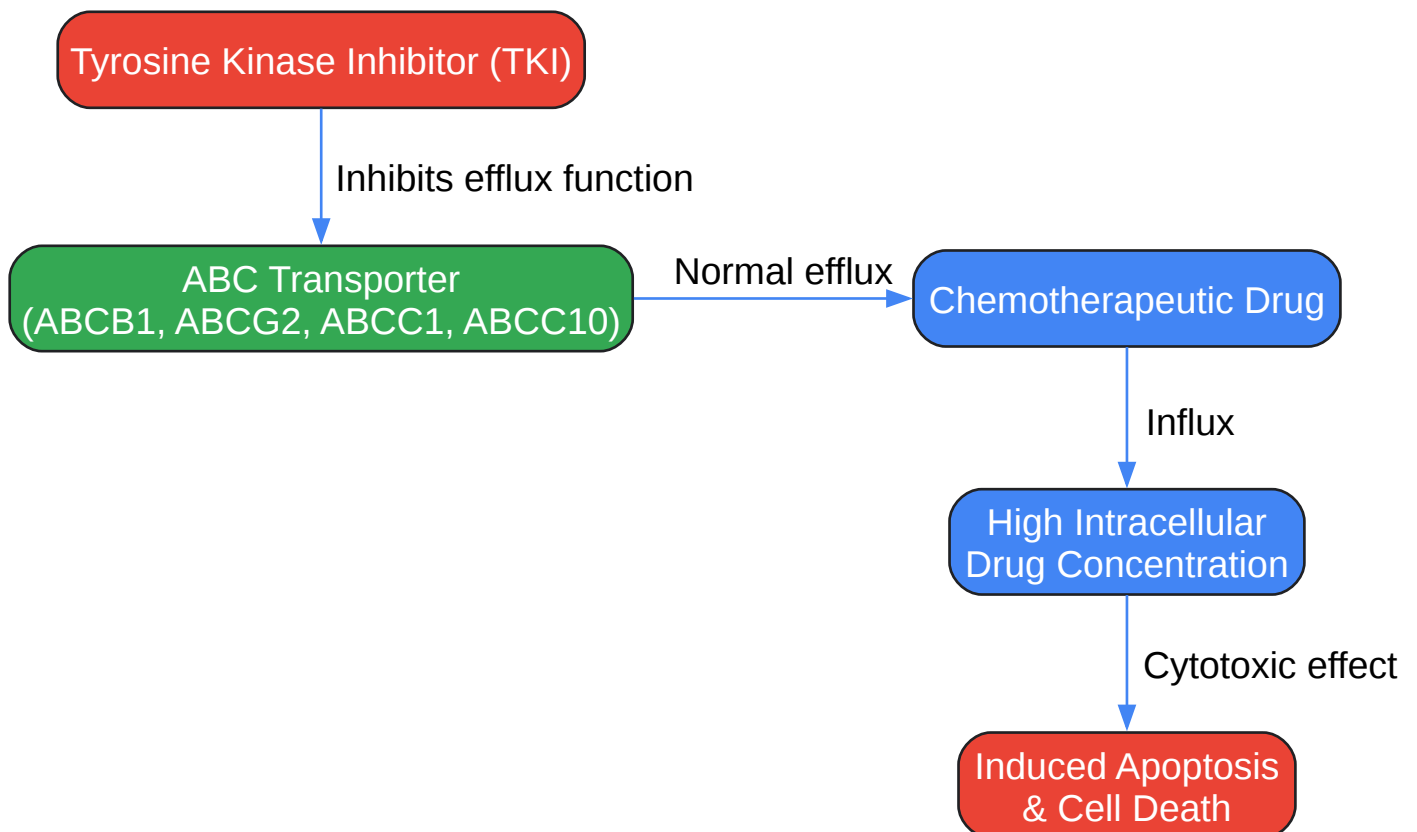 Tyrosine Kinase Inhibitor (TKI)
Inhibits efflux function
ABC Transporter
(ABCB1, ABCG2, ABCC1, ABCC10)
Normal efflux
Chemotherapeutic Drug
Influx
High Intracellular
Drug Concentration
Cytotoxic effect
Induced Apoptosis
& Cell Death